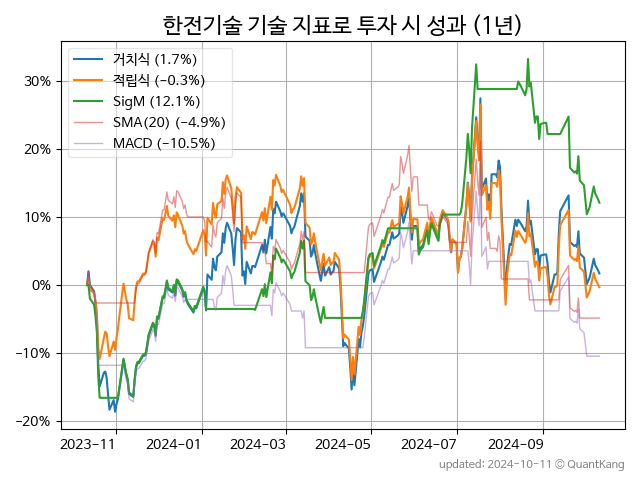 한전기술 기술 지표로 투자 시 성과 (1년)
거치식 (1.7%)
적립식 (−0.3%)
SigM (12.1%)
SMA(20) (−4.9%)
MACD (−10.5%)
30%
20%
10%
0%
−10%
−20%
2023-11 2024-01 2024-03 2024-05 2024-07 2024-09
updated: 2024-10-11 © QuantKang